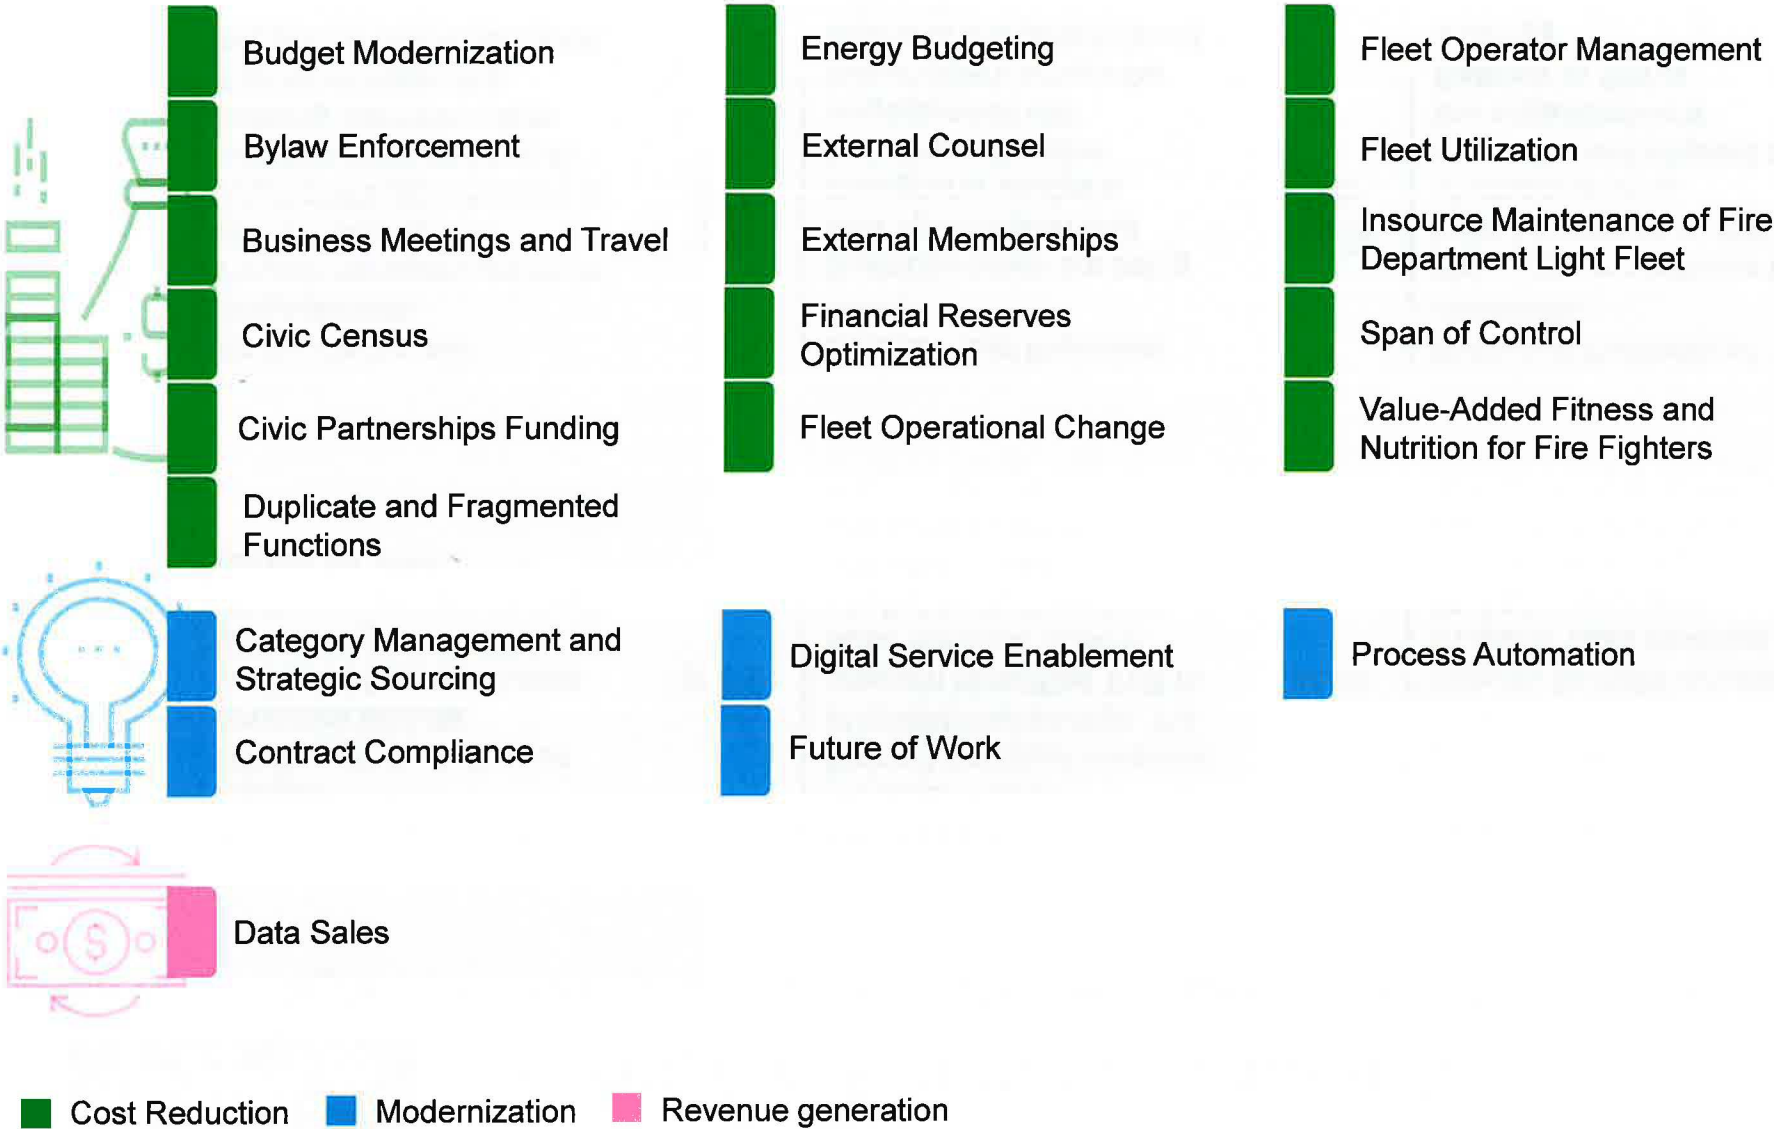 Budget Modernization
Bylaw Enforcement
Business Meetings and Travel
Civic Census
Civic Partnerships Funding
Duplicate and Fragmented
Functions
Energy Budgeting
External Counsel
External Memberships
Financial Reserves
Optimization
Fleet Operational Change
Fleet Operator Management
Fleet Utilization
Insource Maintenance of Fire
Department Light Fleet
Span of Control
Value-Added Fitness and
Nutrition for Fire Fighters
Category Management and
Strategic Sourcing
Contract Compliance
Digital Service Enablement
Future of Work
Process Automation
$
Data Sales
Cost Reduction
Modernization
Revenue generation